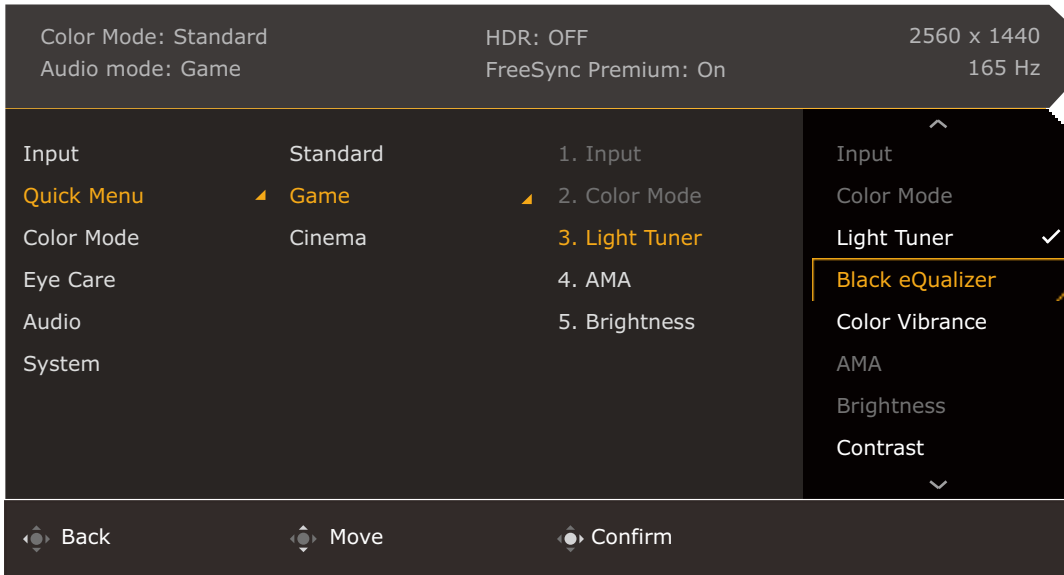 Color Mode: Standard
HDR: OFF
2560 x 1440
Audio mode: Game
FreeSync Premium: On
165 Hz
Input
Quick Menu
Color Mode
Eye Care
Audio
System
Standard
Game
Cinema
1. Input
2. Color Mode
3. Light Tuner
4. AMA
5. Brightness
Input
Color Mode
Light Tuner
Black eQualizer
Color Vibrance
AMA
Brightness
Contrast
Back
Move
Confirm